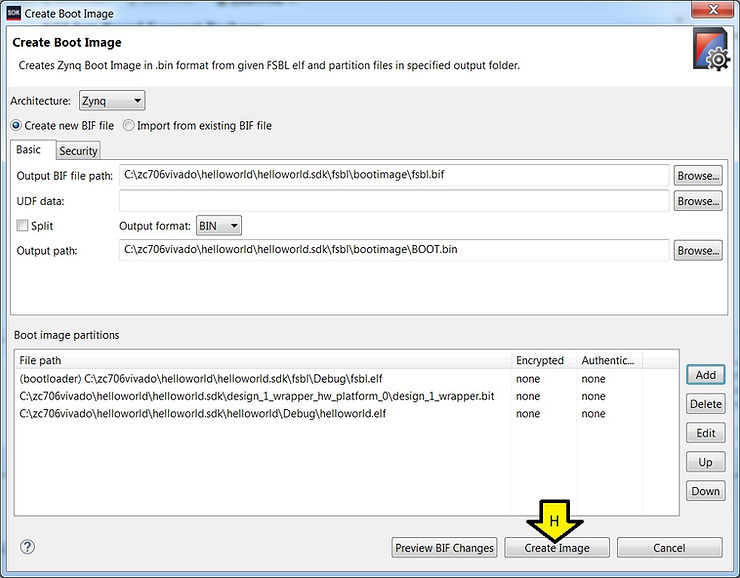 SDK Create Boot Image
Create Boot Image
Creates Zynq Boot Image in .bin format from given FSBL elf and partition files in specified output folder.
Architecture: Zynq
Create new BIF file Import from existing BIF file
Basic Security
Output BIF file path: C:\zc706vivado\helloworld\helloworld.sdk\fsbl\bootimage\fsbl.bif Browse...
UDF data: Browse...
Split Output format: BIN
Output path: C:\zc706vivado\helloworld\helloworld.sdk\fsbl\bootimage\BOOT.bin Browse...
Boot image partitions
File path Encrypted Authentic...
(bootloader) C:\zc706vivado\helloworld\helloworld.sdk\fsbl\Debug\fsbl.elf none none
C:\zc706vivado\helloworld\helloworld.sdk\design_1_wrapper_hw_platform_0\design_1_wrapper.bit none none
C:\zc706vivado\helloworld\helloworld.sdk\helloworld\Debug\helloworld.elf none none
Add
Delete
Edit
Up
Down
H
? Preview BIF Changes Create Image Cancel